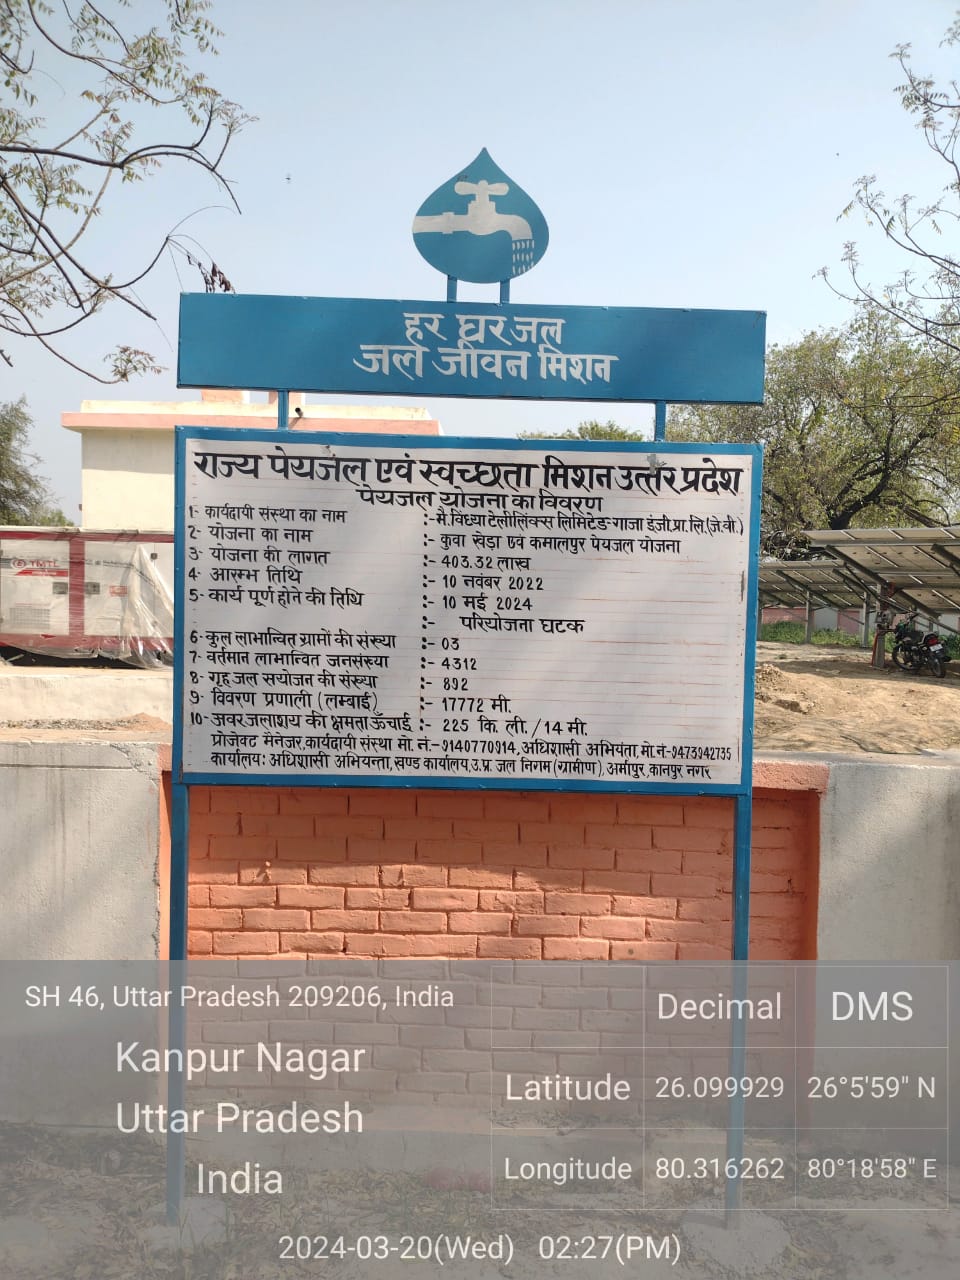 हर घर जल
जल जीवन मिशन
राज्य पेयजल एवं स्वच्छता मिशन उत्तर प्रदेश
पेयजल योजना का विवरण
1- कार्यदायी संस्था का नाम :- मै. विंध्या टेलीलिंक्स लिमिटेड-गाजा इंजी.प्रा.लि.(जे.वी.)
2- योजना का नाम :- कुवा खेड़ा एवं कमालपुर पेयजल योजना
3- योजना की लागत :- 403.32 लाख
4- आरम्भ तिथि :- 10 नवंबर 2022
5- कार्य पूर्ण होने की तिथि :- 10 मई 2024
:- परियोजना घटक
6- कुल लाभान्वित ग्रामों की संख्या :- 03
7- वर्तमान लाभान्वित जनसंख्या :- 4312
8- गृह जल सयोजन की संख्या :- 892
9- विवरण प्रणाली (लम्बाई) :- 17772 मी.
10- अवर जलाशय की क्षमता ऊँचाई :- 225 कि. ली. / 14 मी.
प्रोजेक्ट मैनेजर, कार्यदायी संस्था मो. नं.- 9140770914, अधिशासी अभियंता, मो.नं- 9473942735
कार्यालय: अधिशासी अभियन्ता, खण्ड कार्यालय, उ.प्र. जल निगम (ग्रामीण), अर्मापुर, कानपुर नगर
TMTL
SH 46, Uttar Pradesh 209206, India
Kanpur Nagar
Uttar Pradesh
India
Decimal DMS
Latitude 26.099929 26°5'59" N
Longitude 80.316262 80°18'58" E
2024-03-20(Wed) 02:27(PM)